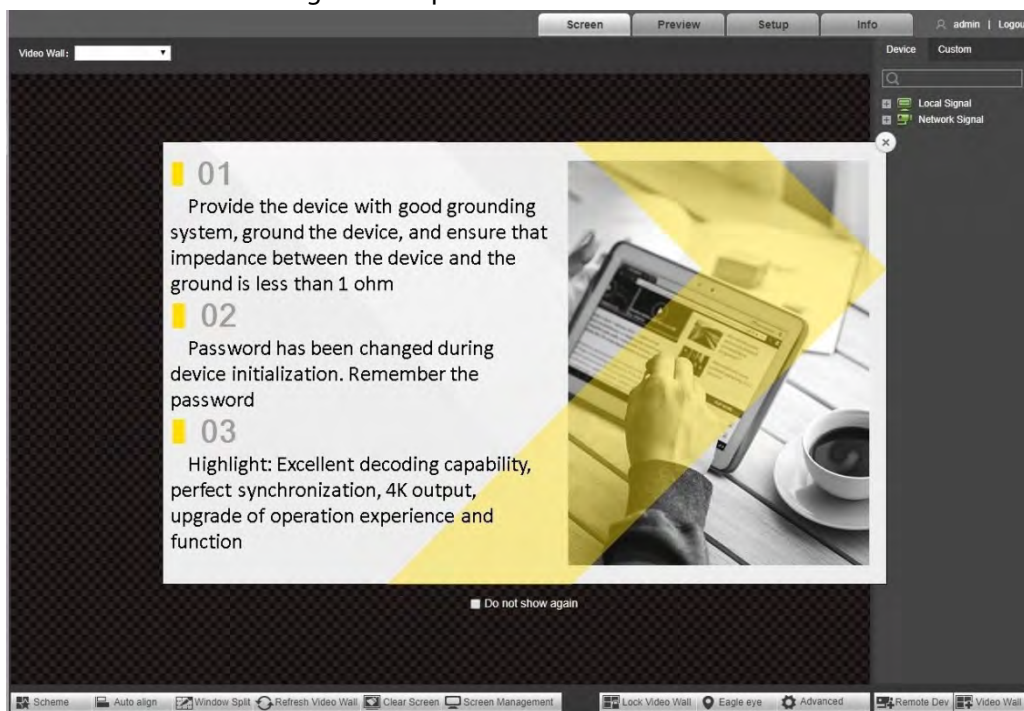 Screen
Preview
Setup
Info
admin | Logou
Video Wall:
Device
Custom
Local Signal
Network Signal
01
Provide the device with good grounding
system, ground the device, and ensure that
impedance between the device and the
ground is less than 1 ohm
02
Password has been changed during
device initialization. Remember the
password
03
Highlight: Excellent decoding capability,
perfect synchronization, 4K output,
upgrade of operation experience and
function
Do not show again
Scheme
Auto align
Window Split
Refresh Video Wall
Clear Screen
Screen Management
Lock Video Wall
Eagle eye
Advanced
Remote Dev
Video Wall